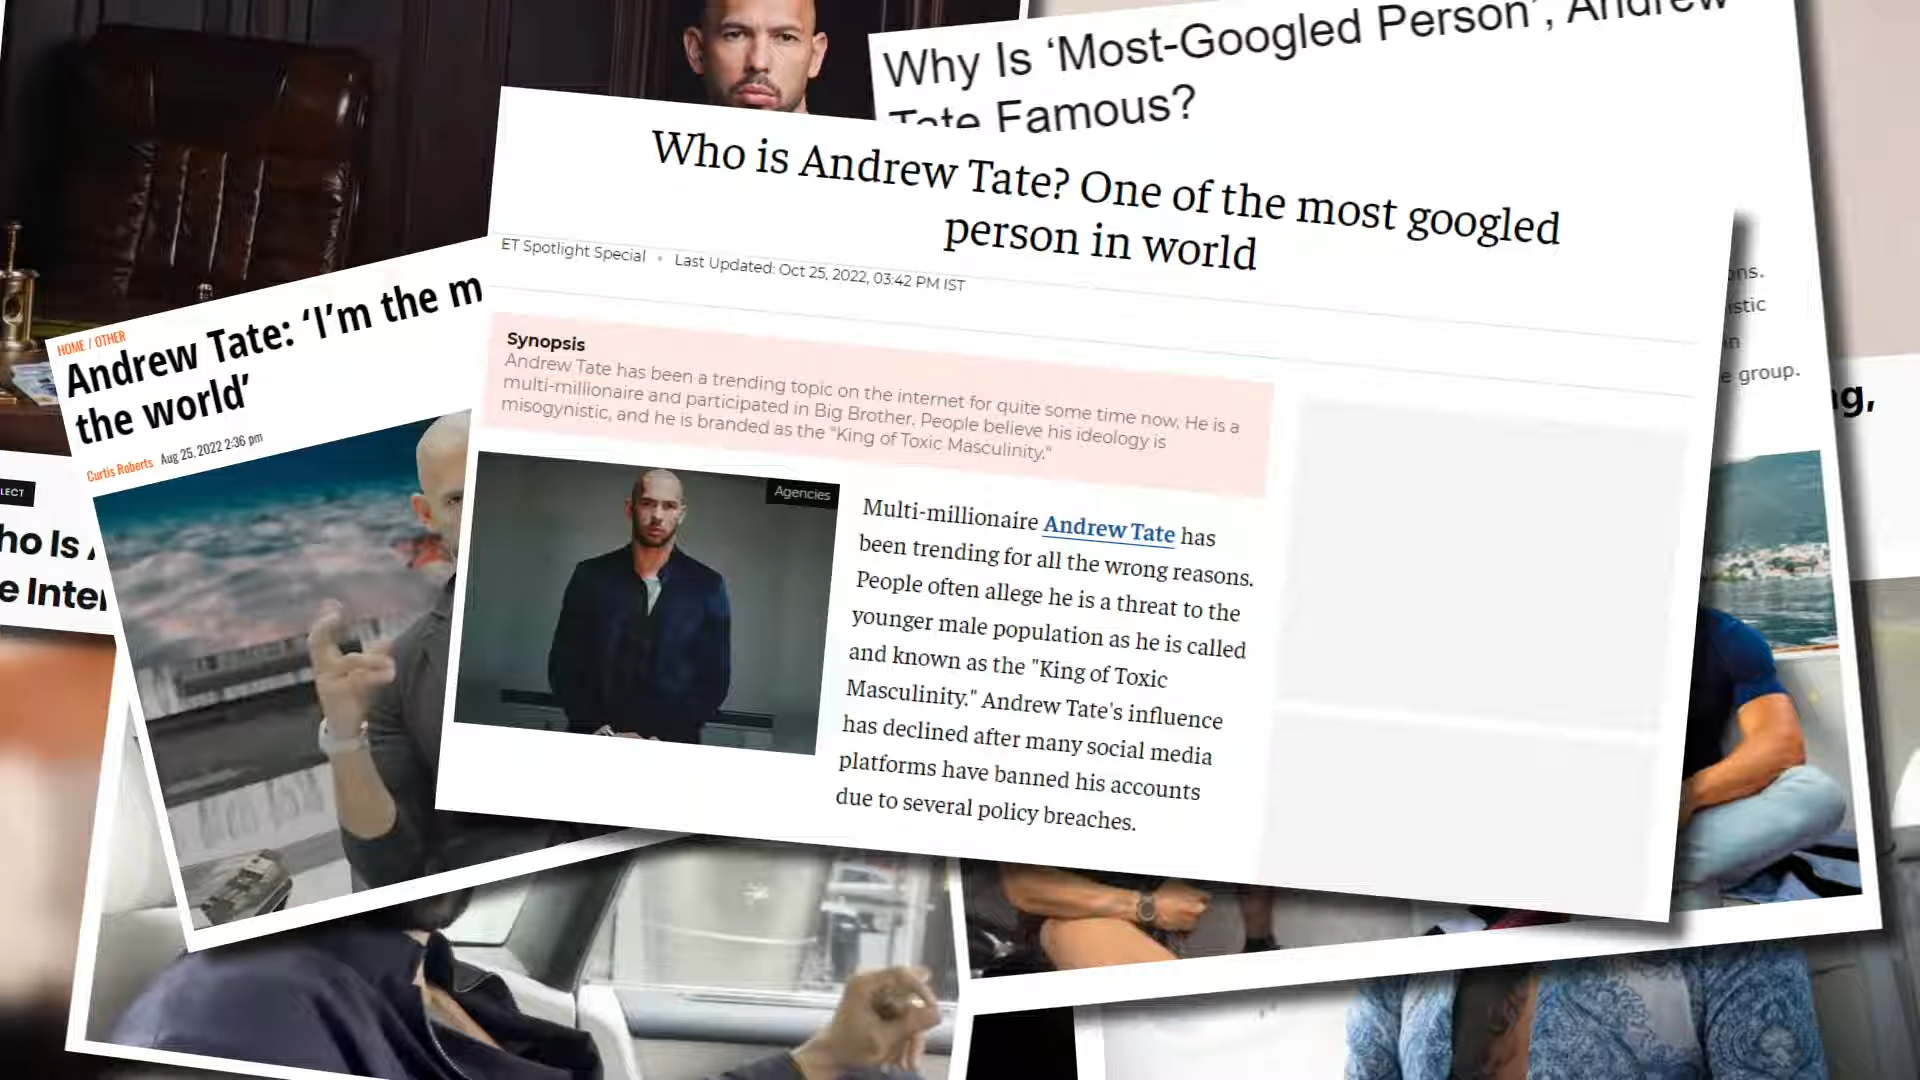 Why Is ‘Most-Googled Person’, Andrew
Tate Famous?
Who is Andrew Tate? One of the most googled
person in world
ET Spotlight Special • Last Updated: Oct 25, 2022, 03:42 PM IST
Synopsis
Andrew Tate has been a trending topic on the internet for quite some time now. He is a
multi-millionaire and participated in Big Brother. People believe his ideology is
misogynistic, and he is branded as the "King of Toxic Masculinity."
Agencies
Multi-millionaire Andrew Tate has
been trending for all the wrong reasons.
People often allege he is a threat to the
younger male population as he is called
and known as the "King of Toxic
Masculinity." Andrew Tate's influence
has declined after many social media
platforms have banned his accounts
due to several policy breaches.
HOME / OTHER
Andrew Tate: ‘I’m the m
the world’
Curtis Roberts Aug 25, 2022 2:36 pm
LECT
ho Is
e Inte
ons.
istic
n
e group.
g,